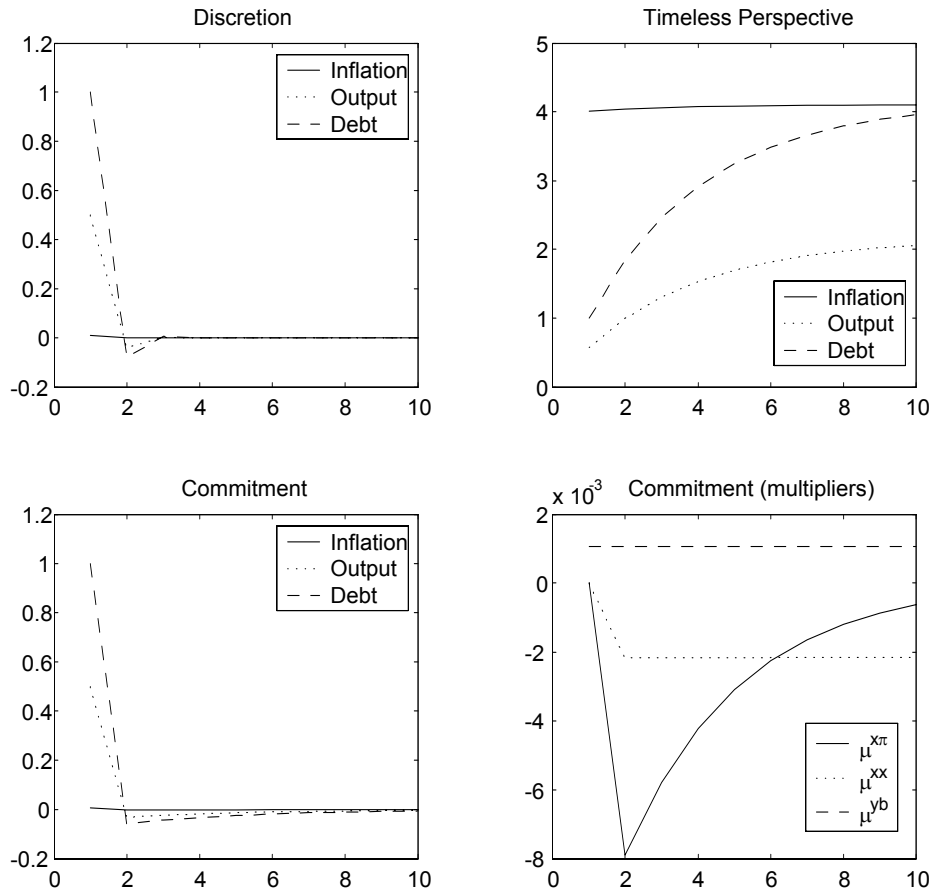 Discretion
1.2
1
0.8
0.6
0.4
0.2
0
-0.2
0 2 4 6 8 10
Inflation
Output
Debt
Timeless Perspective
5
4
3
2
1
0
0 2 4 6 8 10
Inflation
Output
Debt
Commitment
1.2
1
0.8
0.6
0.4
0.2
0
-0.2
0 2 4 6 8 10
Inflation
Output
Debt
x 10^-3 Commitment (multipliers)
2
0
-2
-4
-6
-8
0 2 4 6 8 10
μ^xπ
μ^xx
μ^yb